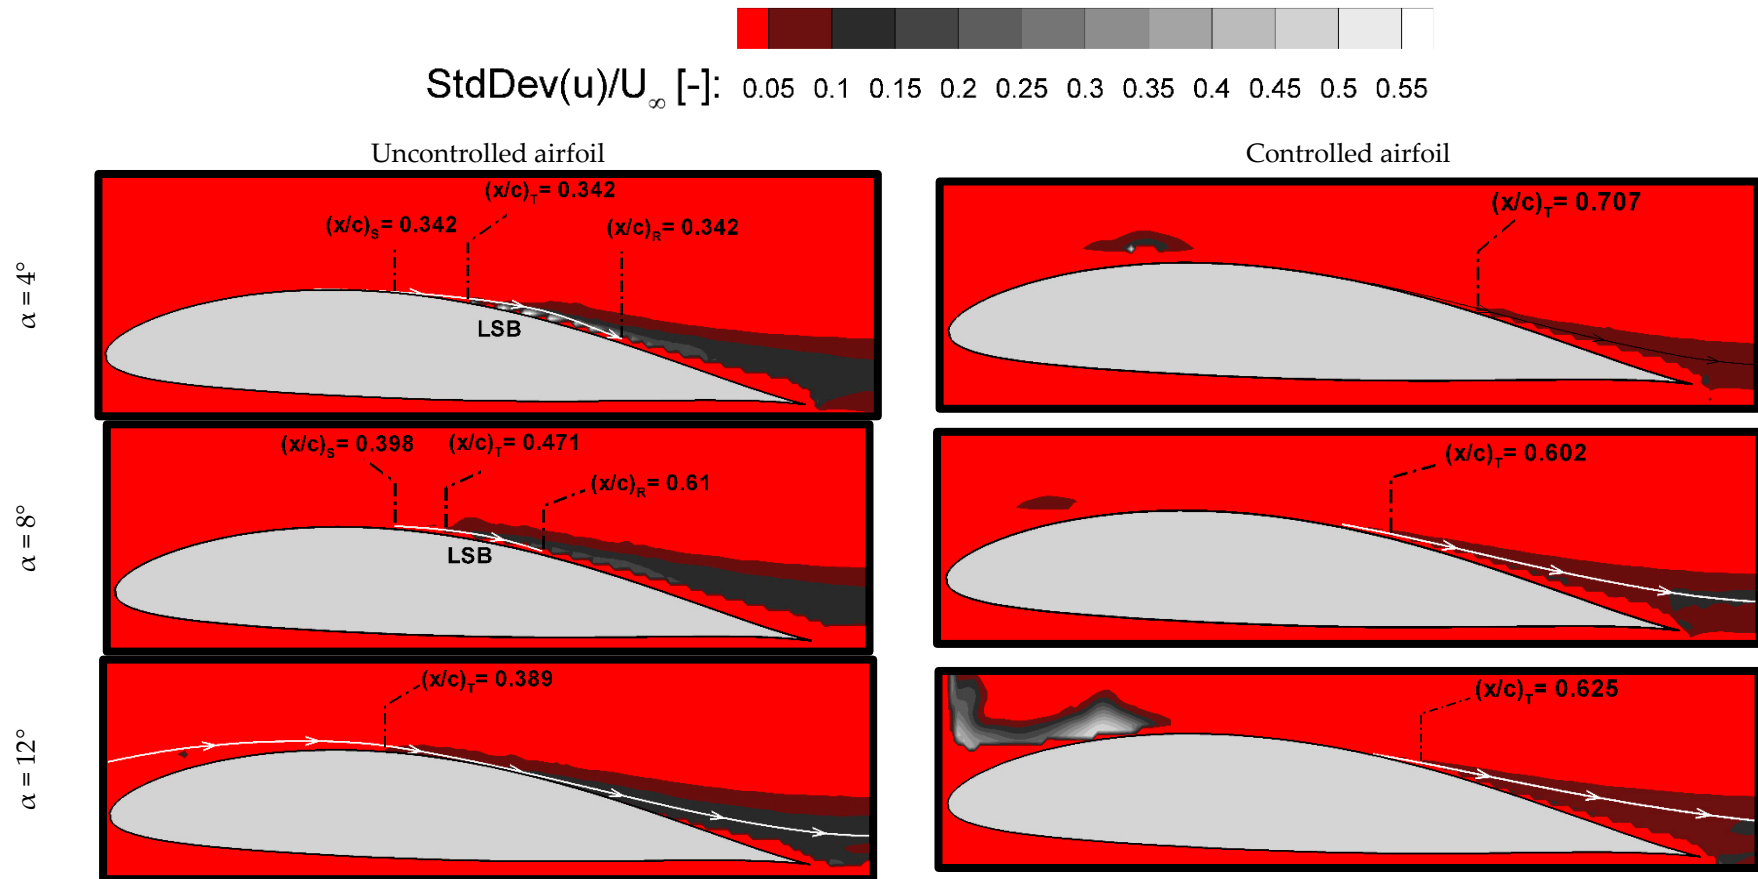 StdDev(u)/U∞ [-]: 0.05 0.1 0.15 0.2 0.25 0.3 0.35 0.4 0.45 0.5 0.55
Uncontrolled airfoil
Controlled airfoil
α = 4°
(x/c)T= 0.342
(x/c)S= 0.342
(x/c)R= 0.342
LSB
(x/c)T= 0.707
α = 8°
(x/c)S= 0.398
(x/c)T= 0.471
(x/c)R= 0.61
LSB
(x/c)T= 0.602
α = 12°
(x/c)T= 0.389
(x/c)T= 0.625